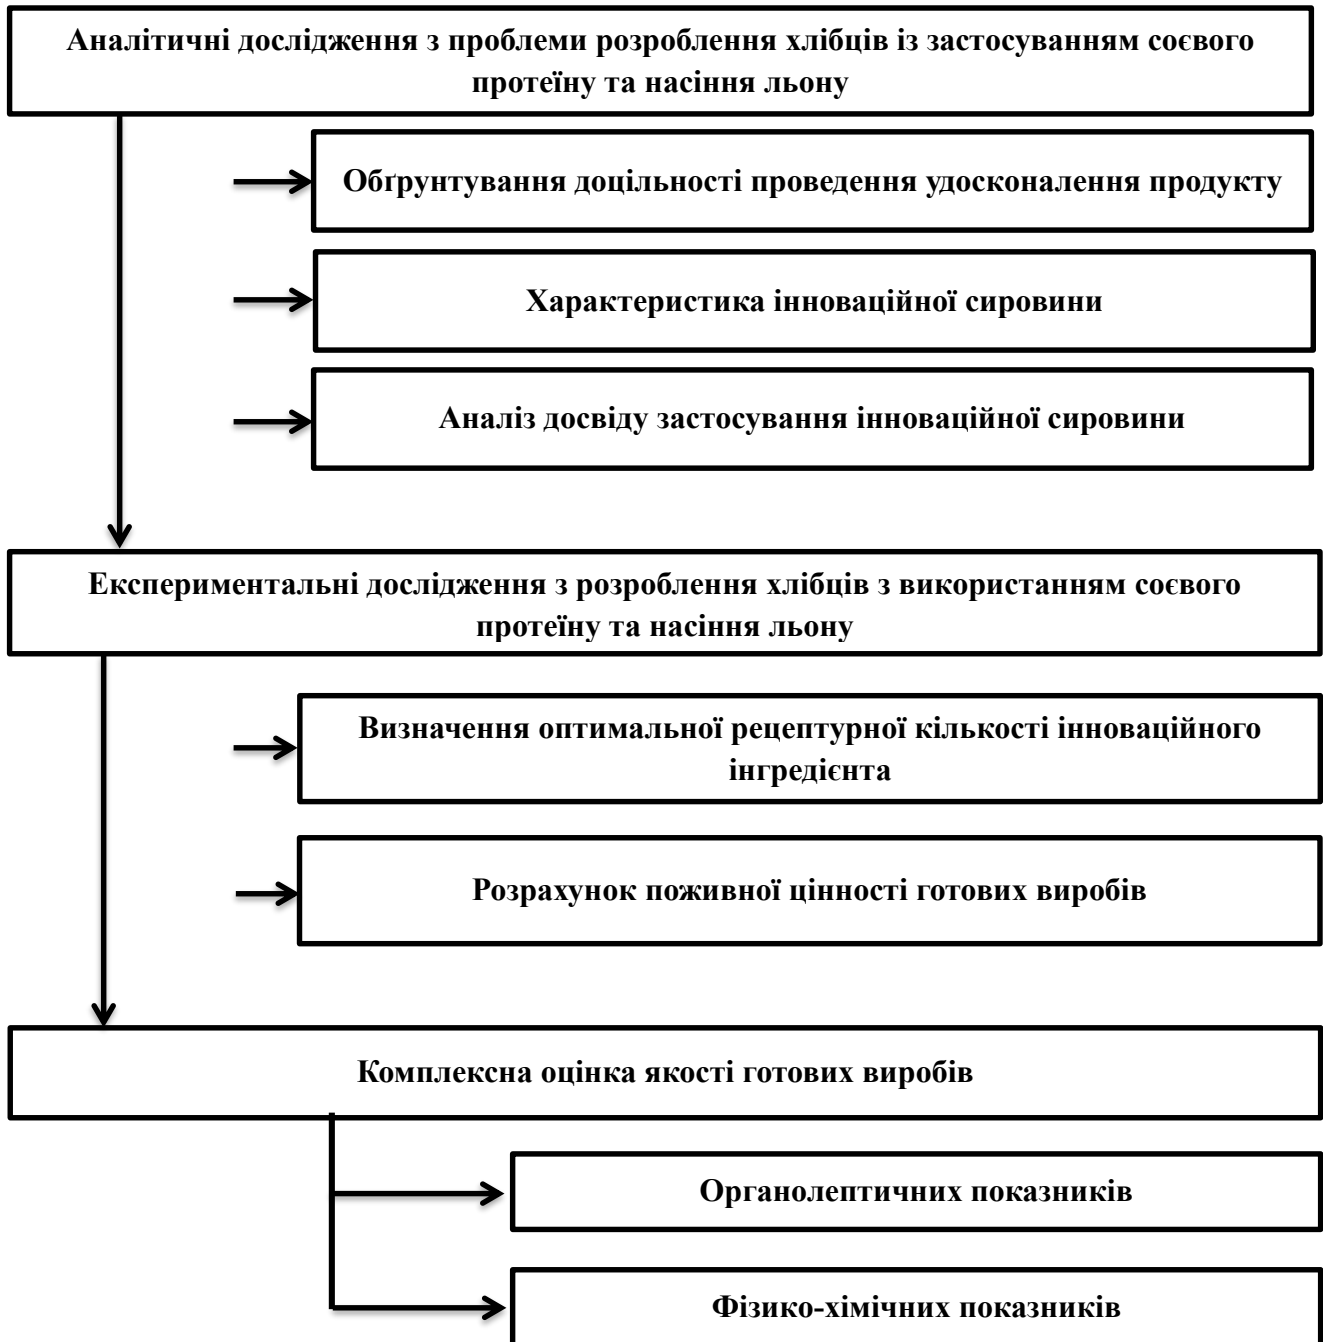 Аналітичні дослідження з проблеми розроблення хлібців із застосуванням соєвого
протеїну та насіння льону
Обґрунтування доцільності проведення удосконалення продукту
Характеристика інноваційної сировини
Аналіз досвіду застосування інноваційної сировини
Експериментальні дослідження з розроблення хлібців з використанням соєвого
протеїну та насіння льону
Визначення оптимальної рецептурної кількості інноваційного
інгредієнта
Розрахунок поживної цінності готових виробів
Комплексна оцінка якості готових виробів
Органолептичних показників
Фізико-хімічних показників